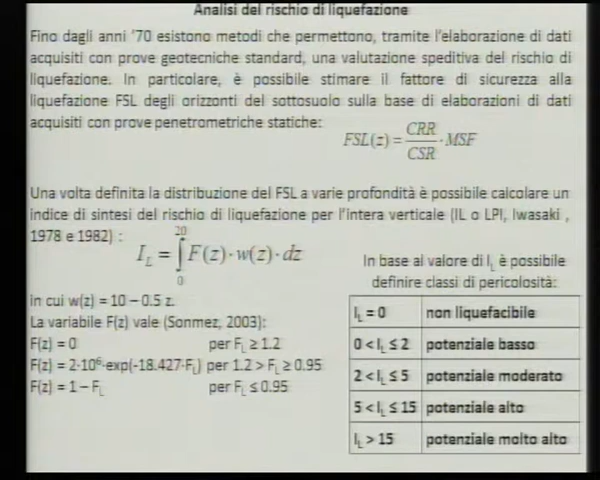 Analisi del rischio di liquefazione
Fino dagli anni '70 esistono metodi che permettono, tramite l'elaborazione di dati
acquisiti con prove geotecniche standard, una valutazione speditiva del rischio di
liquefazione. In particolare, è possibile stimare il fattore di sicurezza alla
liquefazione FSL degli orizzonti del sottosuolo sulla base di elaborazioni di dati
acquisiti con prove penetrometriche statiche:
FSL(z) = CRR/CSR · MSF
Una volta definita la distribuzione del FSL a varie profondità è possibile calcolare un
indice di sintesi del rischio di liquefazione per l'intera verticale (IL o LPI, Iwasaki ,
1978 e 1982) :
I_L = ∫₀²⁰ F(z) · w(z) · dz
in cui w(z) = 10 – 0.5 z.
La variabile F(z) vale (Sonmez, 2003):
F(z) = 0 per F_L ≥ 1.2
F(z) = 2·10⁶·exp(-18.427·F_L) per 1.2 > F_L ≥ 0.95
F(z) = 1 – F_L per F_L ≤ 0.95
In base al valore di I_L è possibile
definire classi di pericolosità:
I_L = 0 non liquefacibile
0 < I_L ≤ 2 potenziale basso
2 < I_L ≤ 5 potenziale moderato
5 < I_L ≤ 15 potenziale alto
I_L > 15 potenziale molto alto